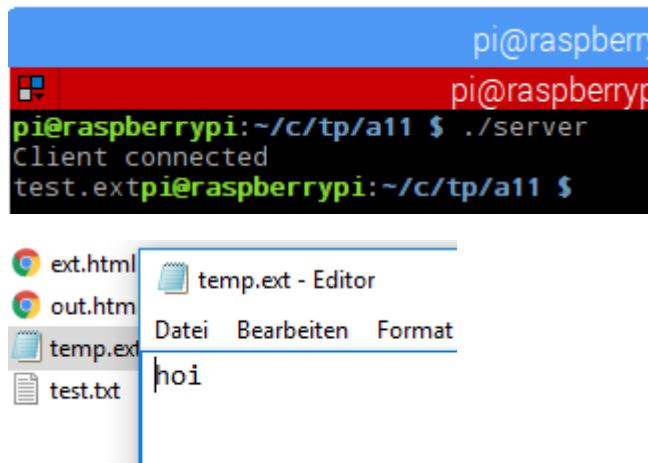 pi@raspberry
pi@raspberryp
pi@raspberrypi:~/c/tp/a11 $ ./server
Client connected
test.extpi@raspberrypi:~/c/tp/a11 $
ext.html
out.htm
temp.ext
test.txt
temp.ext - Editor
Datei Bearbeiten Format
hoi